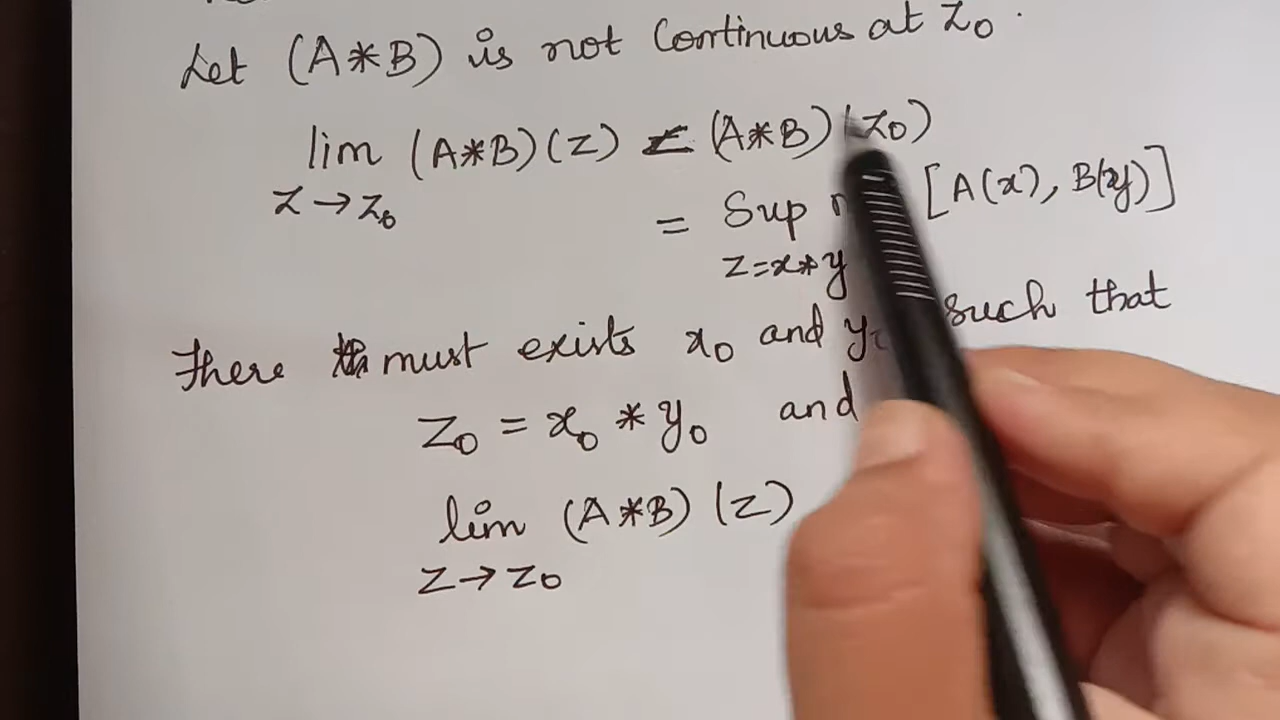 Let (A*B) is not continuous at z₀.
lim (A*B)(z) < (A*B)(z₀)
z→z₀
= Sup [A(x), B(y)]
z=x*y
There must exists x₀ and such that
z₀ = x₀ * y₀ and
lim (A*B)(z)
z→z₀